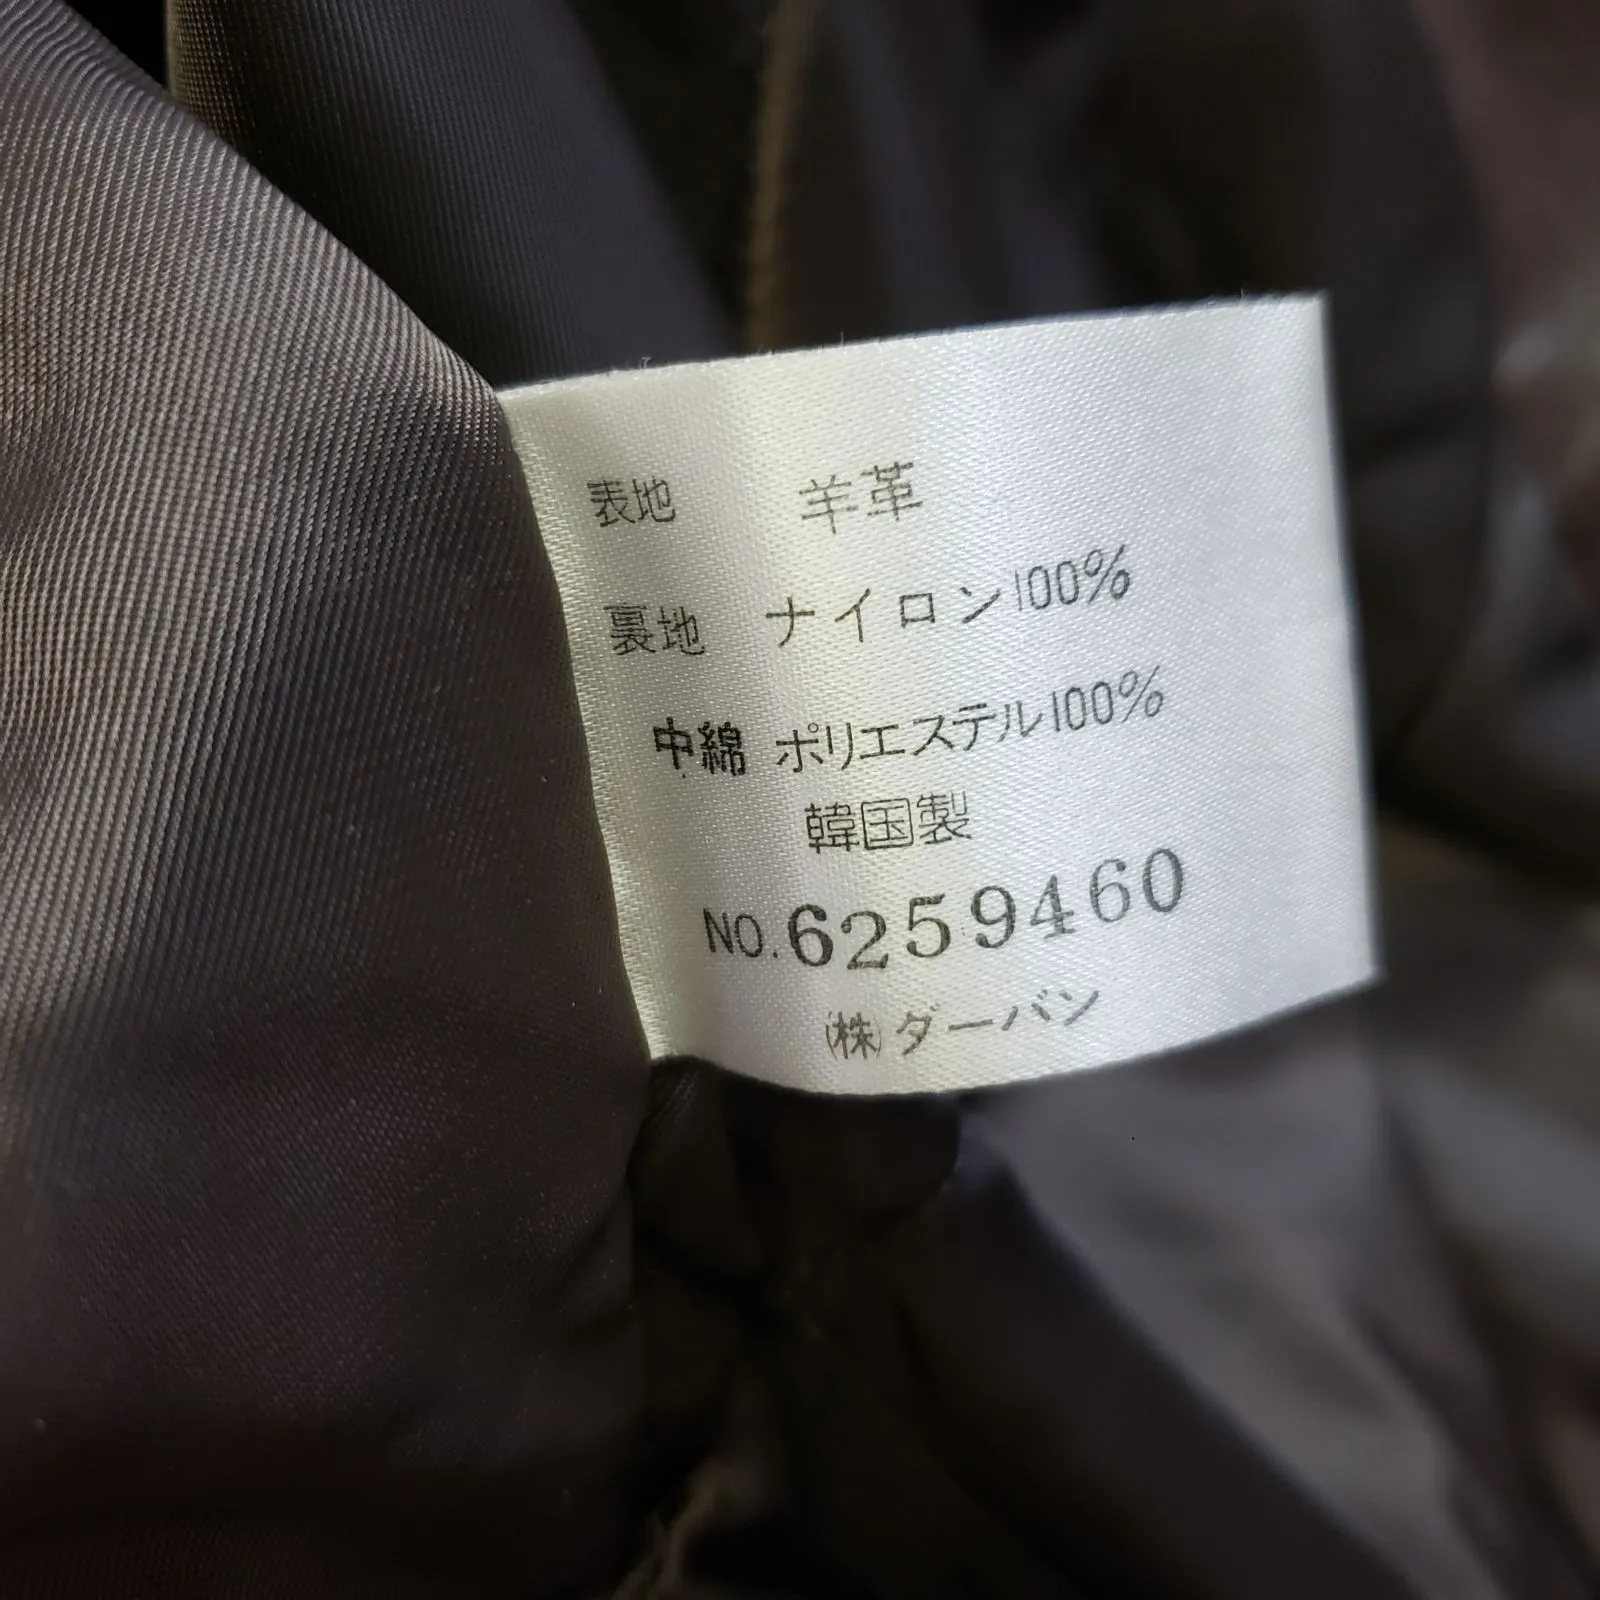 表地 羊革
裏地 ナイロン100%
中綿 ポリエステル100%
韓国製
NO.6259460
㈱ダーバン